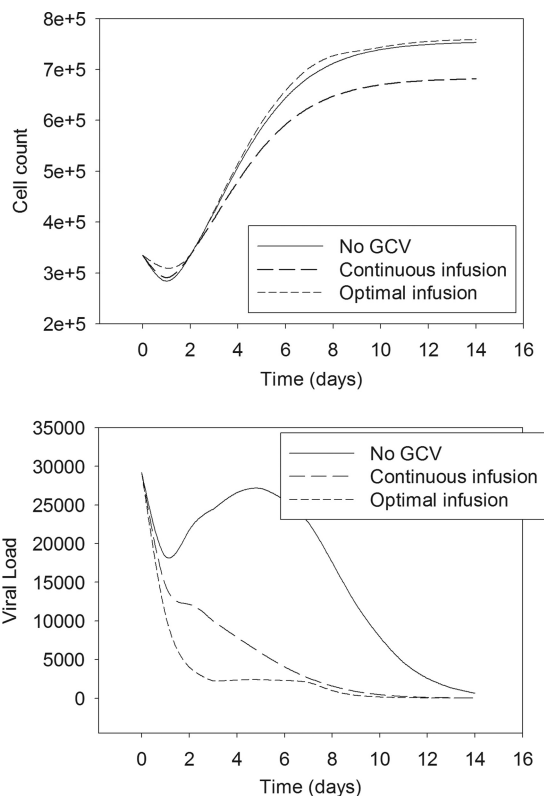 8e+5
7e+5
6e+5
5e+5
4e+5
3e+5
2e+5
Cell count
No GCV
Continuous infusion
Optimal infusion
0 2 4 6 8 10 12 14 16
Time (days)
35000
30000
25000
20000
15000
10000
5000
0
Viral Load
No GCV
Continuous infusion
Optimal infusion
0 2 4 6 8 10 12 14 16
Time (days)